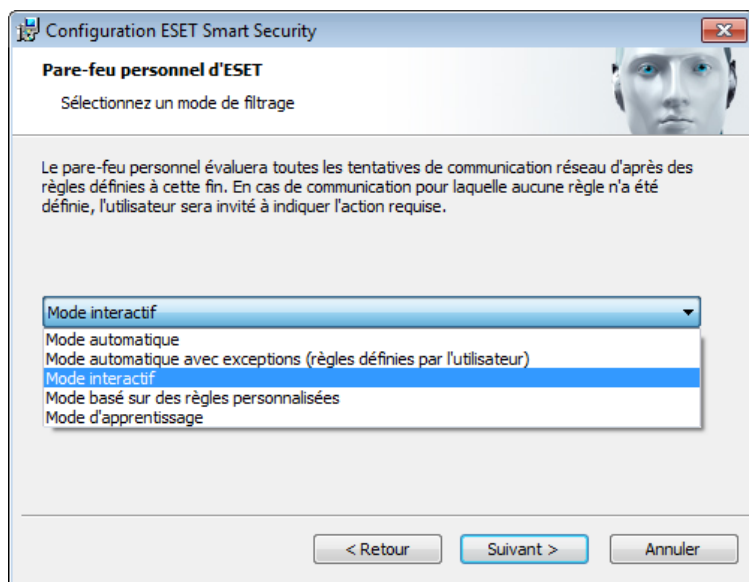 Configuration ESET Smart Security
Pare-feu personnel d'ESET
Sélectionnez un mode de filtrage
Le pare-feu personnel évaluera toutes les tentatives de communication réseau d'après des
règles définies à cette fin. En cas de communication pour laquelle aucune règle n'a été
définie, l'utilisateur sera invité à indiquer l'action requise.
Mode interactif
Mode automatique
Mode automatique avec exceptions (règles définies par l'utilisateur)
Mode interactif
Mode basé sur des règles personnalisées
Mode d'apprentissage
< Retour
Suivant >
Annuler